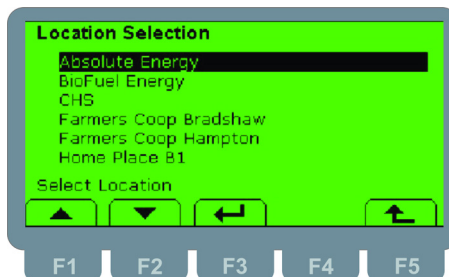 Location Selection
Absolute Energy
BioFuel Energy
CHS
Farmers Coop Bradshaw
Farmers Coop Hampton
Home Place B1
Select Location
F1 F2 F3 F4 F5